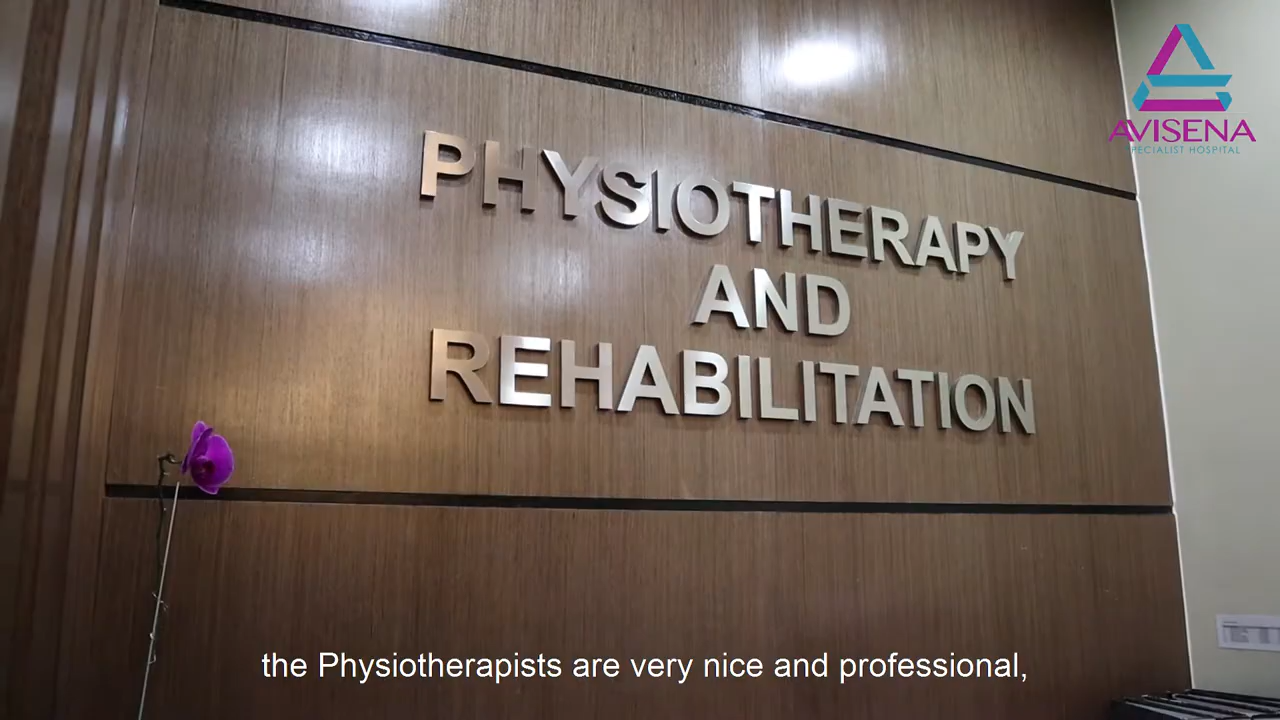 AVISENA
SPECIALIST HOSPITAL
PHYSIOTHERAPY
AND
REHABILITATION
the Physiotherapists are very nice and professional,